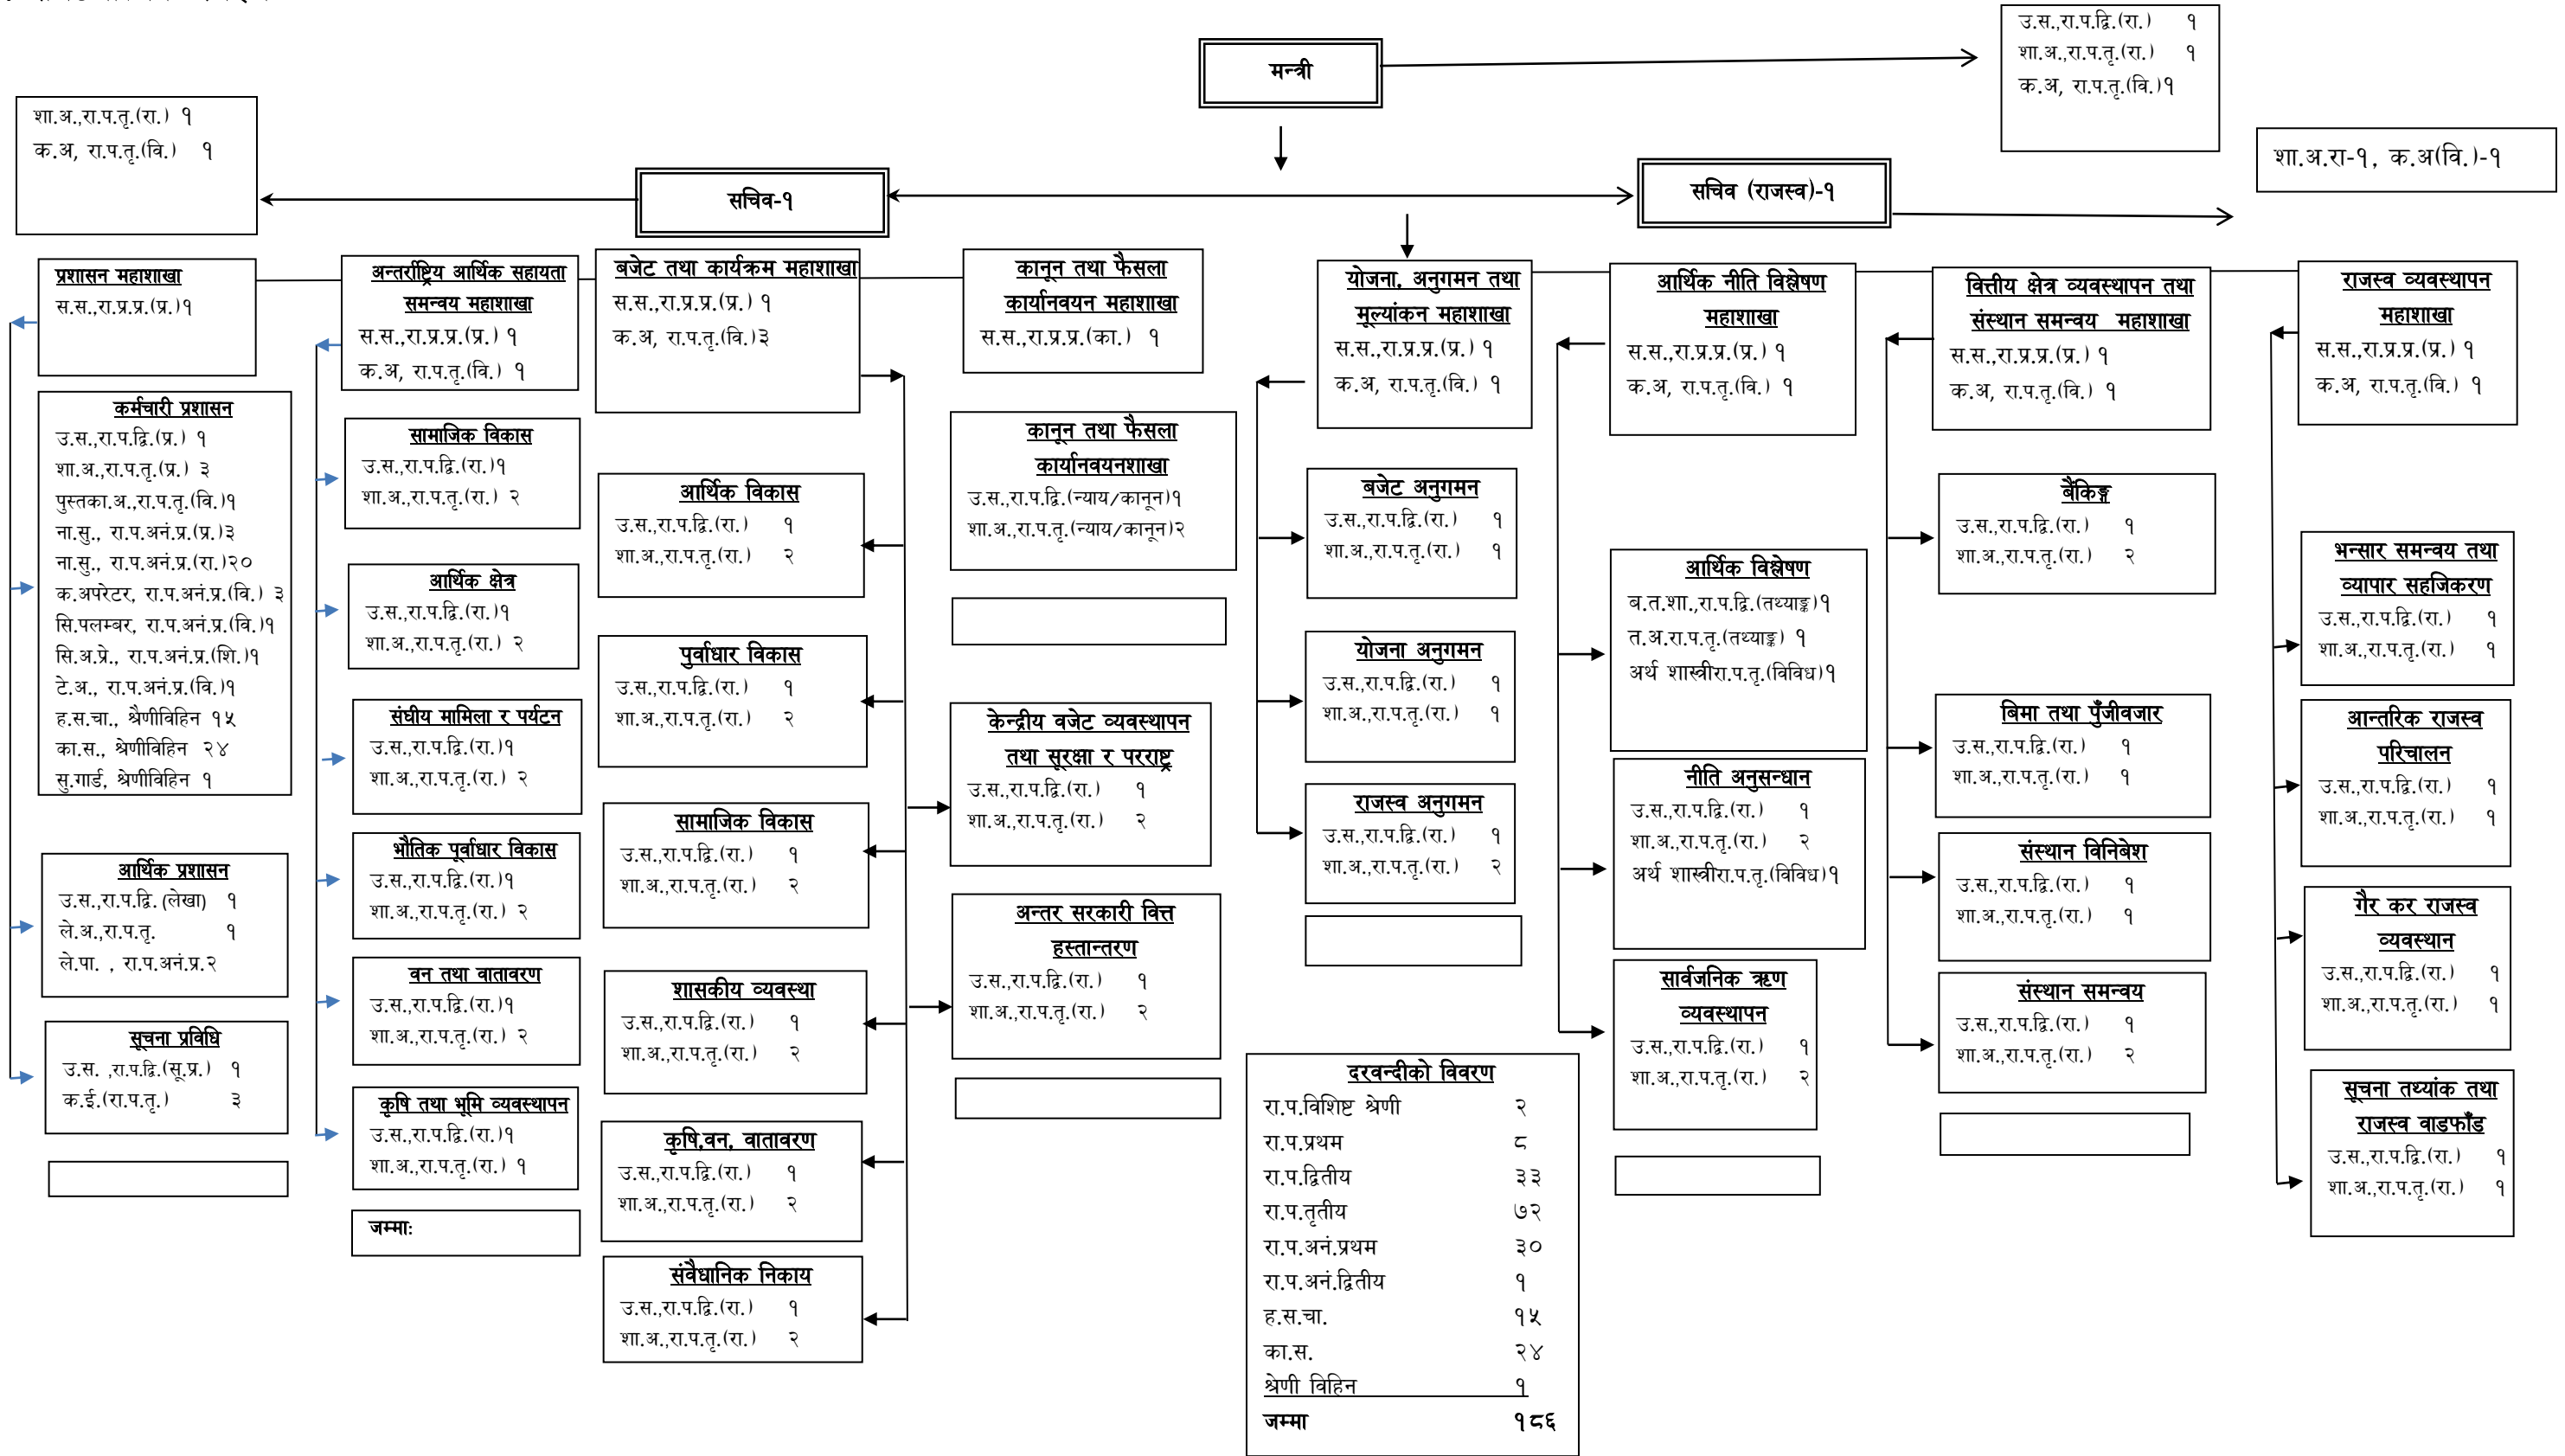 मन्त्री
उ.स.,रा.प.द्वि.(रा.) १
शा.अ.,रा.प.तृ.(रा.) १
क.अ, रा.प.तृ.(वि.)१
शा.अ.,रा.प.तृ.(रा.) १
क.अ, रा.प.तृ.(वि.) १
सचिव-१
सचिव (राजस्व)-१
शा.अ.रा-१, क.अ(वि.)-१
प्रशासन महाशाखा
स.स.,रा.प्र.प्र.(प्र.)१
कर्मचारी प्रशासन
उ.स.,रा.प.द्वि.(प्र.) १
शा.अ.,रा.प.तृ.(प्र.) ३
पुस्तका.अ.,रा.प.तृ.(वि.)१
ना.सु., रा.प.अनं.प्र.(प्र.)३
ना.सु., रा.प.अनं.प्र.(रा.)२०
क.अपरेटर, रा.प.अनं.प्र.(वि.) ३
सि.पलम्बर, रा.प.अनं.प्र.(वि.)१
सि.अ.प्रे., रा.प.अनं.प्र.(शि.)१
टे.अ., रा.प.अनं.प्र.(वि.)१
ह.स.चा., श्रैणीविहिन १५
का.स., श्रेणीविहिन २४
सु.गार्ड, श्रेणीविहिन १
आर्थिक प्रशासन
उ.स.,रा.प.द्वि.(लेखा) १
ले.अ.,रा.प.तृ. १
ले.पा. , रा.प.अनं.प्र.२
सूचना प्रविधि
उ.स. ,रा.प.द्वि.(सू.प्र.) १
क.ई.(रा.प.तृ.) ३
अन्तर्राष्ट्रिय आर्थिक सहायता
समन्वय महाशाखा
स.स.,रा.प्र.प्र.(प्र.) १
क.अ, रा.प.तृ.(वि.) १
सामाजिक विकास
उ.स.,रा.प.द्वि.(रा.)१
शा.अ.,रा.प.तृ.(रा.) २
आर्थिक क्षेत्र
उ.स.,रा.प.द्वि.(रा.)१
शा.अ.,रा.प.तृ.(रा.) २
संघीय मामिला र पर्यटन
उ.स.,रा.प.द्वि.(रा.)१
शा.अ.,रा.प.तृ.(रा.) २
भौतिक पूर्वाधार विकास
उ.स.,रा.प.द्वि.(रा.)१
शा.अ.,रा.प.तृ.(रा.) २
वन तथा वातावरण
उ.स.,रा.प.द्वि.(रा.)१
शा.अ.,रा.प.तृ.(रा.) २
कृषि तथा भूमि व्यवस्थापन
उ.स.,रा.प.द्वि.(रा.)१
शा.अ.,रा.प.तृ.(रा.) १
जम्मा:
बजेट तथा कार्यक्रम महाशाखा
स.स.,रा.प्र.प्र.(प्र.) १
क.अ, रा.प.तृ.(वि.)३
आर्थिक विकास
उ.स.,रा.प.द्वि.(रा.) १
शा.अ.,रा.प.तृ.(रा.) २
पुर्वाधार विकास
उ.स.,रा.प.द्वि.(रा.) १
शा.अ.,रा.प.तृ.(रा.) २
सामाजिक विकास
उ.स.,रा.प.द्वि.(रा.) १
शा.अ.,रा.प.तृ.(रा.) २
शासकीय व्यवस्था
उ.स.,रा.प.द्वि.(रा.) १
शा.अ.,रा.प.तृ.(रा.) २
कृषि,वन, वातावरण
उ.स.,रा.प.द्वि.(रा.) १
शा.अ.,रा.प.तृ.(रा.) २
संवैधानिक निकाय
उ.स.,रा.प.द्वि.(रा.) १
शा.अ.,रा.प.तृ.(रा.) २
कानून तथा फैसला
कार्यानवयन महाशाखा
स.स.,रा.प्र.प्र.(का.) १
कानून तथा फैसला
कार्यानवयनशाखा
उ.स.,रा.प.द्वि.(न्याय/कानून)१
शा.अ.,रा.प.तृ.(न्याय/कानून)२
केन्द्रीय वजेट व्यवस्थापन
तथा सूरक्षा र परराष्ट्र
उ.स.,रा.प.द्वि.(रा.) १
शा.अ.,रा.प.तृ.(रा.) २
अन्तर सरकारी वित्त
हस्तान्तरण
उ.स.,रा.प.द्वि.(रा.) १
शा.अ.,रा.प.तृ.(रा.) २
योजना, अनुगमन तथा
मूल्यांकन महाशाखा
स.स.,रा.प्र.प्र.(प्र.) १
क.अ, रा.प.तृ.(वि.) १
बजेट अनुगमन
उ.स.,रा.प.द्वि.(रा.) १
शा.अ.,रा.प.तृ.(रा.) १
योजना अनुगमन
उ.स.,रा.प.द्वि.(रा.) १
शा.अ.,रा.प.तृ.(रा.) १
राजस्व अनुगमन
उ.स.,रा.प.द्वि.(रा.) १
शा.अ.,रा.प.तृ.(रा.) २
दरवन्दीको विवरण
रा.प.विशिष्ट श्रेणी २
रा.प.प्रथम ८
रा.प.द्वितीय ३३
रा.प.तृतीय ७२
रा.प.अनं.प्रथम ३०
रा.प.अनं.द्वितीय १
ह.स.चा. १५
का.स. २४
श्रेणी विहिन १
जम्मा १८६
आर्थिक नीति विश्लेषण
महाशाखा
स.स.,रा.प्र.प्र.(प्र.) १
क.अ, रा.प.तृ.(वि.) १
आर्थिक विश्लेषण
ब.त.शा.,रा.प.द्वि.(तथ्याङ्क)१
त.अ.रा.प.तृ.(तथ्याङ्क) १
अर्थ शास्त्रीरा.प.तृ.(विविध)१
नीति अनुसन्धान
उ.स.,रा.प.द्वि.(रा.) १
शा.अ.,रा.प.तृ.(रा.) २
अर्थ शास्त्रीरा.प.तृ.(विविध)१
सार्वजनिक ऋण
व्यवस्थापन
उ.स.,रा.प.द्वि.(रा.) १
शा.अ.,रा.प.तृ.(रा.) २
वित्तीय क्षेत्र व्यवस्थापन तथा
संस्थान समन्वय महाशाखा
स.स.,रा.प्र.प्र.(प्र.) १
क.अ, रा.प.तृ.(वि.) १
बैंकिङ्ग
उ.स.,रा.प.द्वि.(रा.) १
शा.अ.,रा.प.तृ.(रा.) २
बिमा तथा पुँजीवजार
उ.स.,रा.प.द्वि.(रा.) १
शा.अ.,रा.प.तृ.(रा.) १
संस्थान विनिबेश
उ.स.,रा.प.द्वि.(रा.) १
शा.अ.,रा.प.तृ.(रा.) १
संस्थान समन्वय
उ.स.,रा.प.द्वि.(रा.) १
शा.अ.,रा.प.तृ.(रा.) २
राजस्व व्यवस्थापन
महाशाखा
स.स.,रा.प्र.प्र.(प्र.) १
क.अ, रा.प.तृ.(वि.) १
भन्सार समन्वय तथा
व्यापार सहजिकरण
उ.स.,रा.प.द्वि.(रा.) १
शा.अ.,रा.प.तृ.(रा.) १
आन्तरिक राजस्व
परिचालन
उ.स.,रा.प.द्वि.(रा.) १
शा.अ.,रा.प.तृ.(रा.) १
गैर कर राजस्व
व्यवस्थान
उ.स.,रा.प.द्वि.(रा.) १
शा.अ.,रा.प.तृ.(रा.) १
सूचना तथ्यांक तथा
राजस्व वाडफाँड
उ.स.,रा.प.द्वि.(रा.) १
शा.अ.,रा.प.तृ.(रा.) १